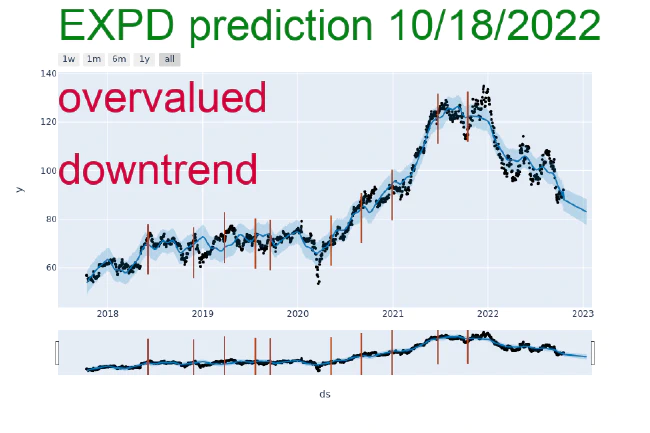 EXPD prediction 10/18/2022
1w 1m 6m 1y all
140
overvalued
120
downtrend
100
y
80
60
2018 2019 2020 2021 2022 2023
ds